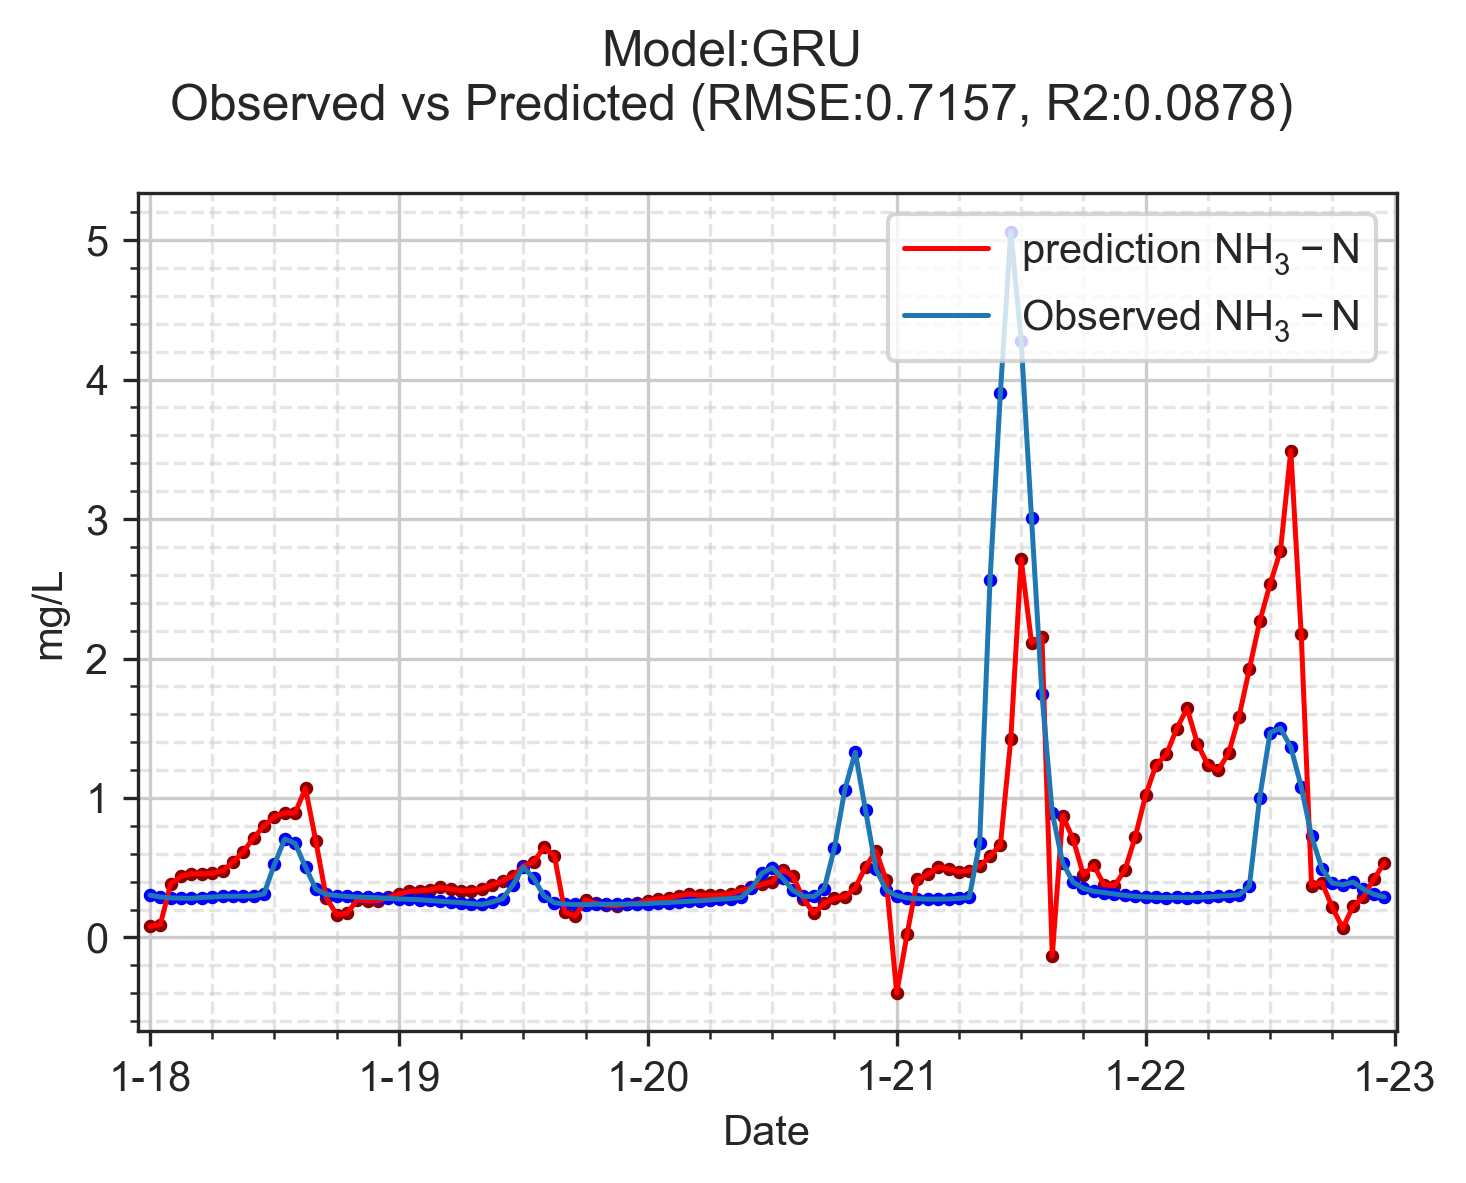 Model:GRU
Observed vs Predicted (RMSE:0.7157, R2:0.0878)
prediction NH₃ − N
Observed NH₃ − N
5
4
3
2
1
0
mg/L
1-18 1-19 1-20 1-21 1-22 1-23
Date